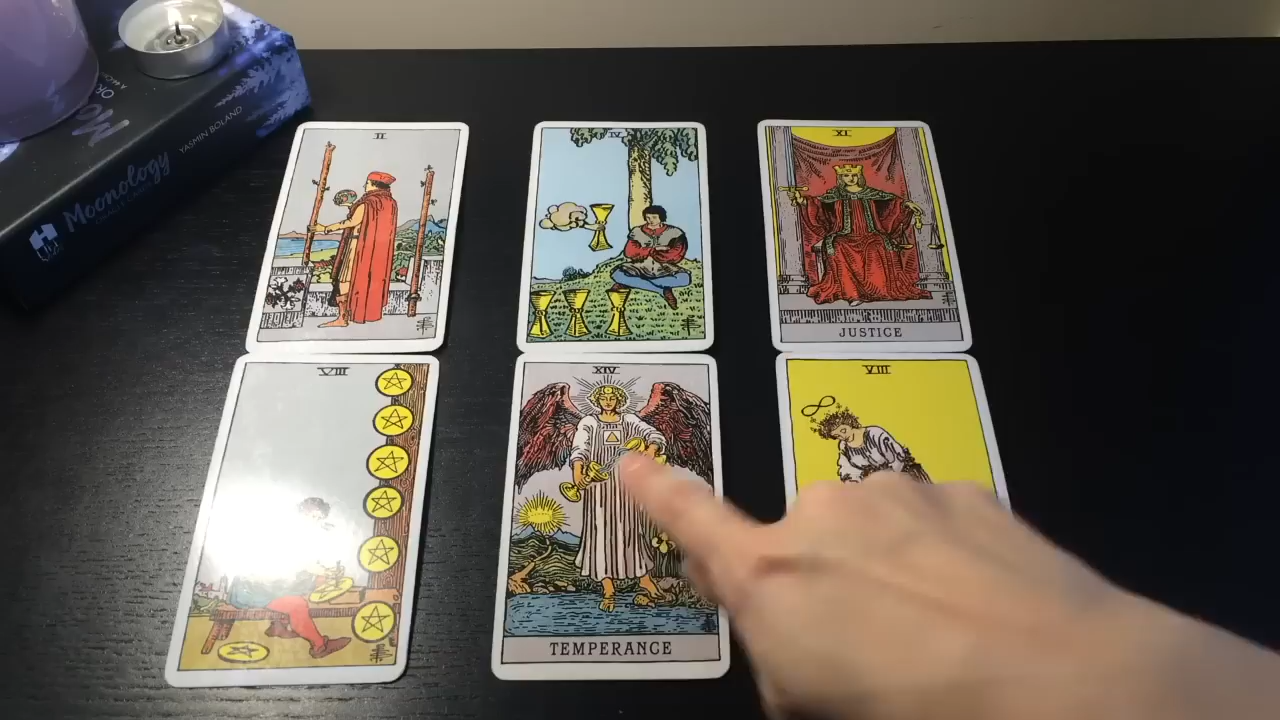 Moonology
YASMIN BOLAND
II
IV
XI
JUSTICE
VIII
XIV
TEMPERANCE
VIII